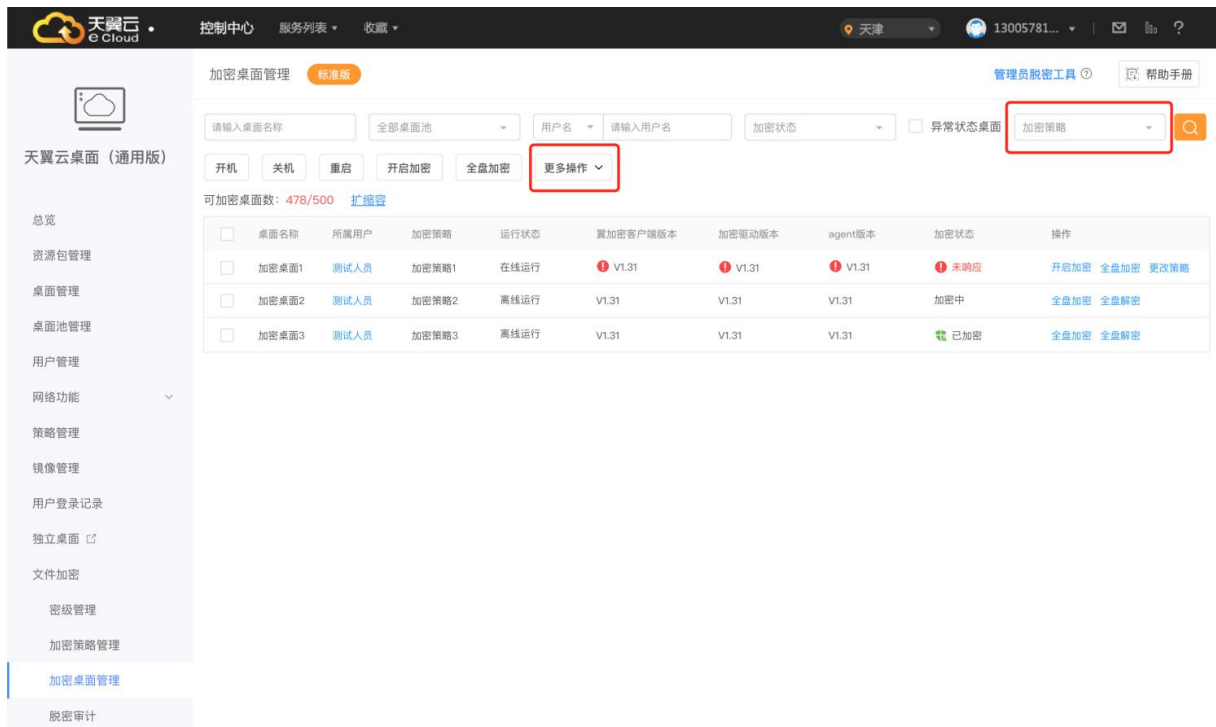 天翼云 e Cloud 控制中心 服务列表 收藏 天津 13005781... ?
天翼云桌面（通用版）
总览
资源包管理
桌面管理
桌面池管理
用户管理
网络功能
策略管理
镜像管理
用户登录记录
独立桌面
文件加密
密级管理
加密策略管理
加密桌面管理
脱密审计
加密桌面管理 标准版 管理员脱密工具 ? 帮助手册
请输入桌面名称 全部桌面池 用户名 请输入用户名 加密状态 异常状态桌面 加密策略
开机 关机 重启 开启加密 全盘加密 更多操作
可加密桌面数：478/500 扩缩容
桌面名称 所属用户 加密策略 运行状态 翼加密客户端版本 加密驱动版本 agent版本 加密状态 操作
加密桌面1 测试人员 加密策略1 在线运行 V1.31 V1.31 V1.31 未响应 开启加密 全盘加密 更改策略
加密桌面2 测试人员 加密策略2 离线运行 V1.31 V1.31 V1.31 加密中 全盘加密 全盘解密
加密桌面3 测试人员 加密策略3 离线运行 V1.31 V1.31 V1.31 已加密 全盘加密 全盘解密